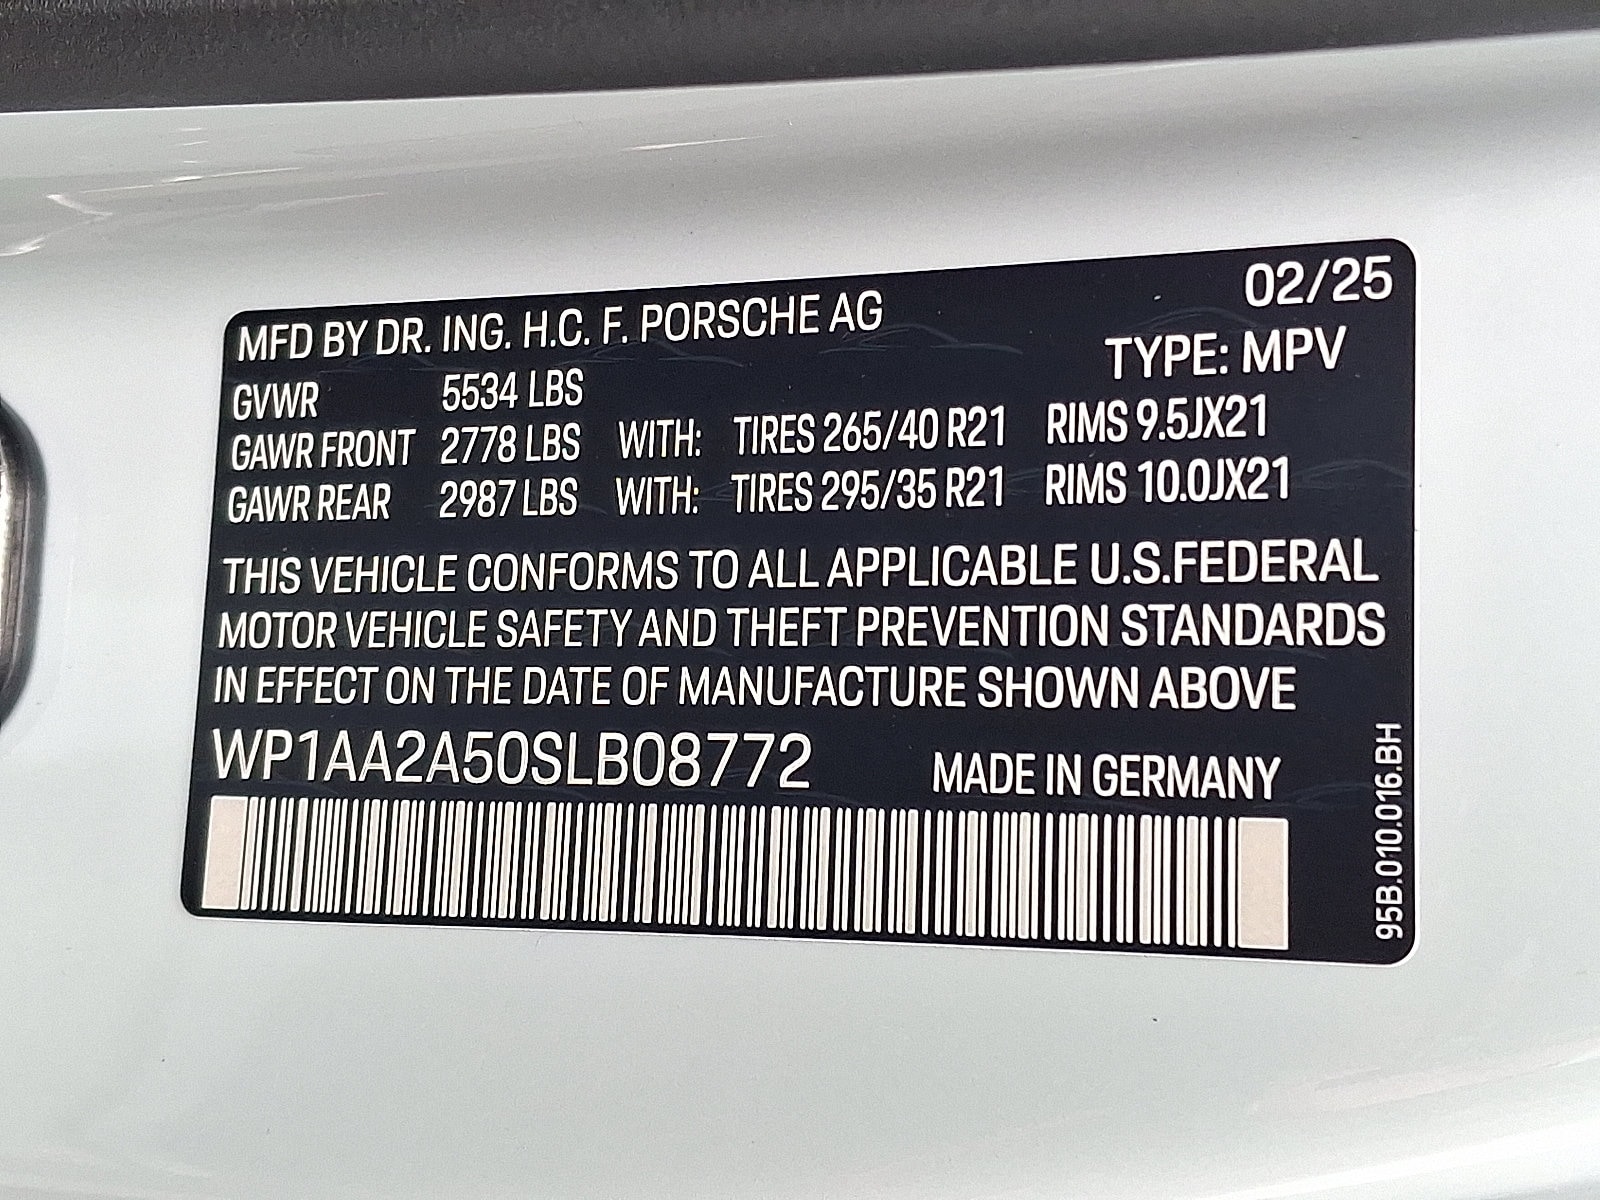 MFD BY DR. ING. H.C. F. PORSCHE AG 02/25
TYPE: MPV
GVWR 5534 LBS
GAWR FRONT 2778 LBS WITH: TIRES 265/40 R21 RIMS 9.5JX21
GAWR REAR 2987 LBS WITH: TIRES 295/35 R21 RIMS 10.0JX21
THIS VEHICLE CONFORMS TO ALL APPLICABLE U.S.FEDERAL
MOTOR VEHICLE SAFETY AND THEFT PREVENTION STANDARDS
IN EFFECT ON THE DATE OF MANUFACTURE SHOWN ABOVE
WP1AA2A50SLB08772 MADE IN GERMANY
95B.010.016.BH